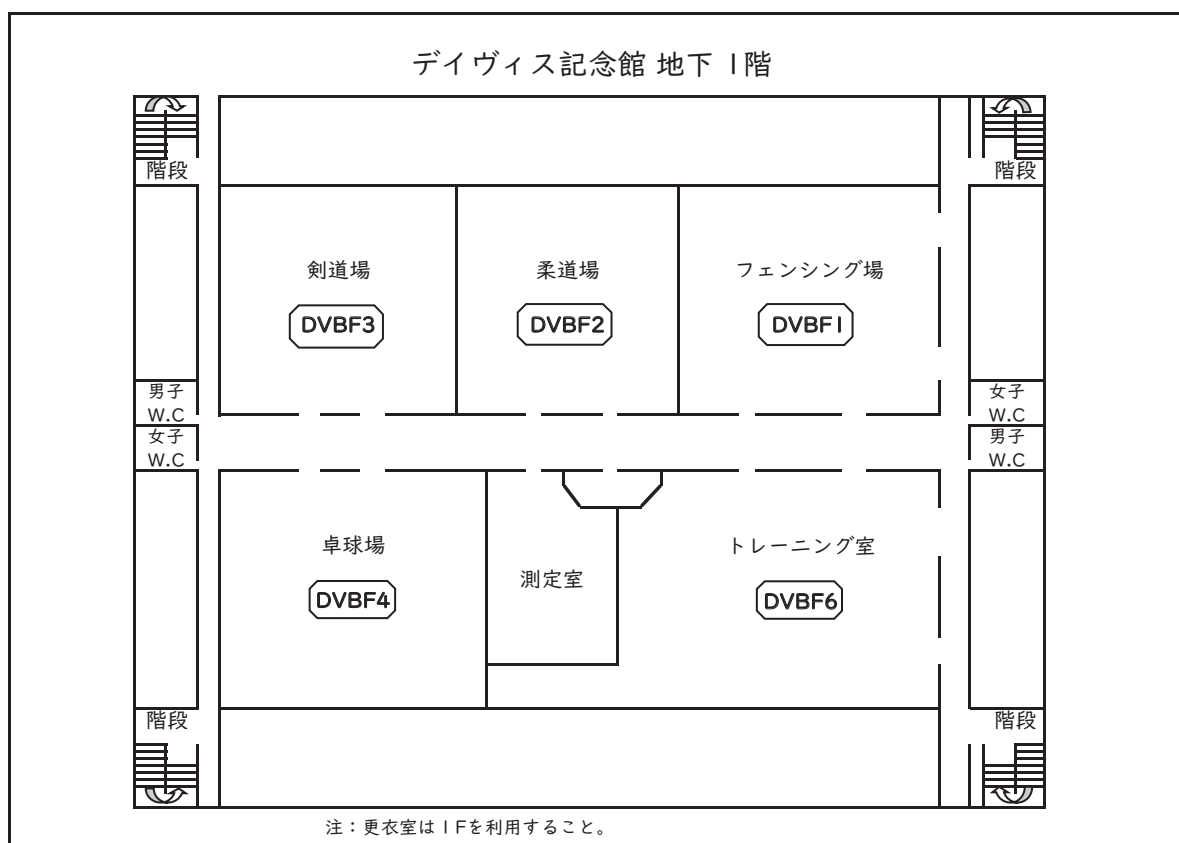 デイヴィス記念館 地下 1階
階段
階段
剣道場
柔道場
フェンシング場
DVBF3
DVBF2
DVBF1
男子
W.C
女子
W.C
女子
W.C
男子
W.C
卓球場
測定室
トレーニング室
DVBF4
DVBF6
階段
階段
注：更衣室は1Fを利用すること。